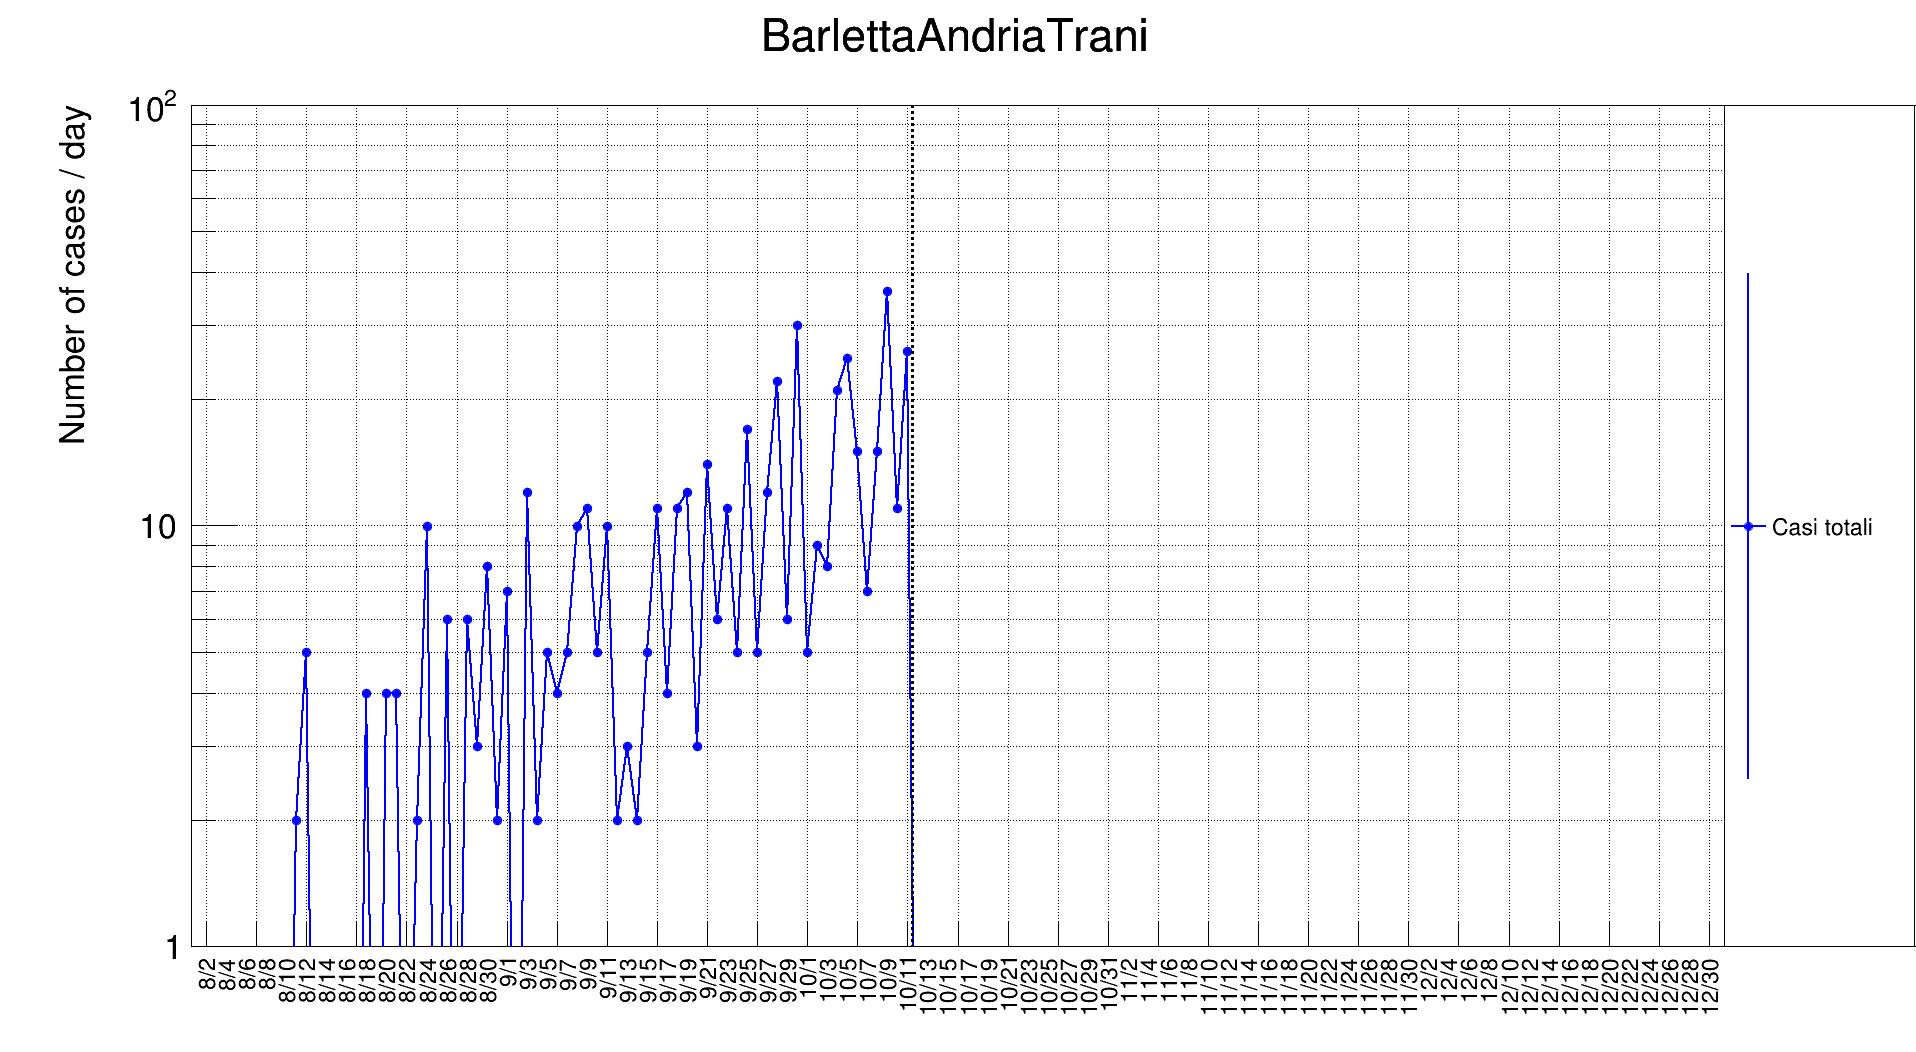 BarlettaAndriaTrani
Number of cases / day
10²
10
1
8/2 8/4 8/6 8/8 8/10 8/12 8/14 8/16 8/18 8/20 8/22 8/24 8/26 8/28 8/30 9/1 9/3 9/5 9/7 9/9 9/11 9/13 9/15 9/17 9/19 9/21 9/23 9/25 9/27 9/29 10/1 10/3 10/5 10/7 10/9 10/11 10/13 10/15 10/17 10/19 10/21 10/23 10/25 10/27 10/29 10/31 11/2 11/4 11/6 11/8 11/10 11/12 11/14 11/16 11/18 11/20 11/22 11/24 11/26 11/28 11/30 12/2 12/4 12/6 12/8 12/10 12/12 12/14 12/16 12/18 12/20 12/22 12/24 12/26 12/28 12/30
Casi totali